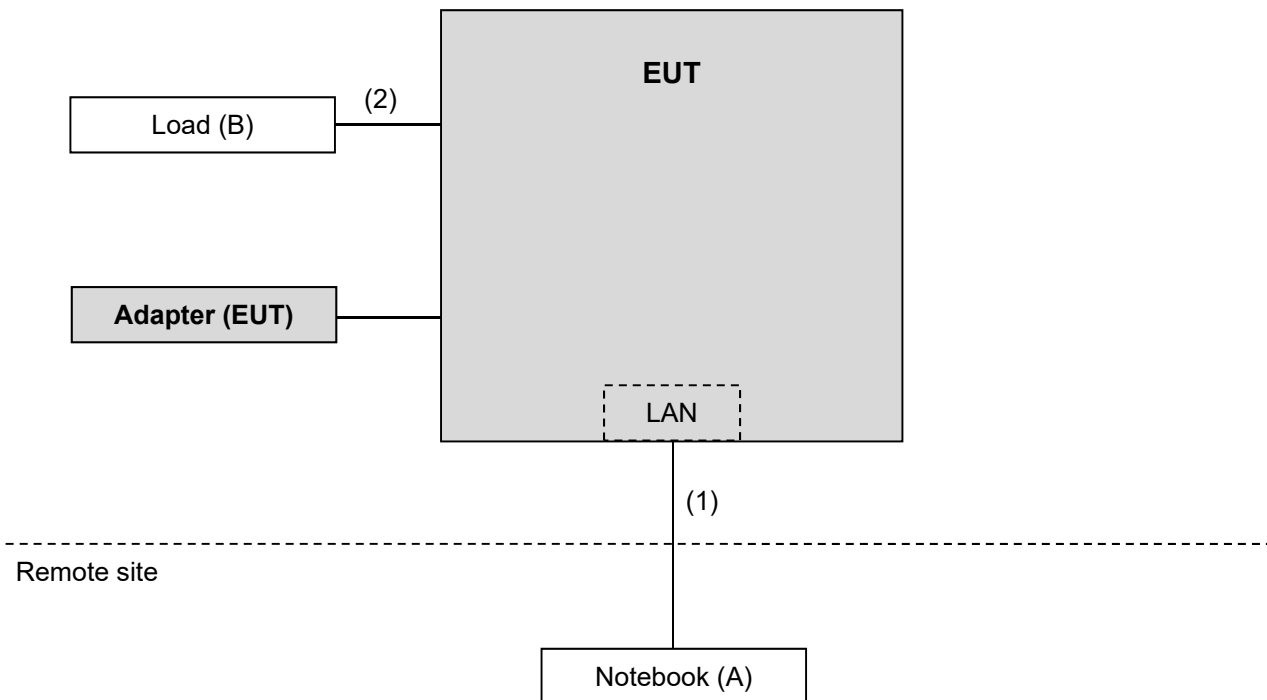 EUT
(2)
Load (B)
Adapter (EUT)
LAN
(1)
Remote site
Notebook (A)